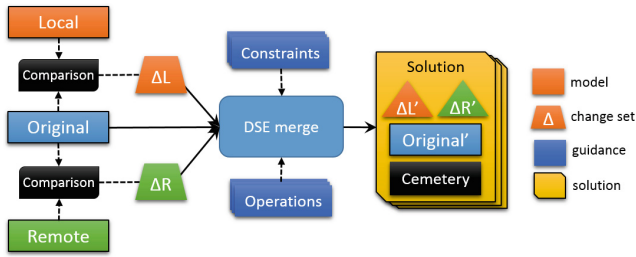 Local
Comparison
ΔL
Original
Comparison
ΔR
Remote
Constraints
DSE merge
Operations
Solution
ΔL’
ΔR’
Original’
Cemetery
model
Δ
change set
guidance
solution